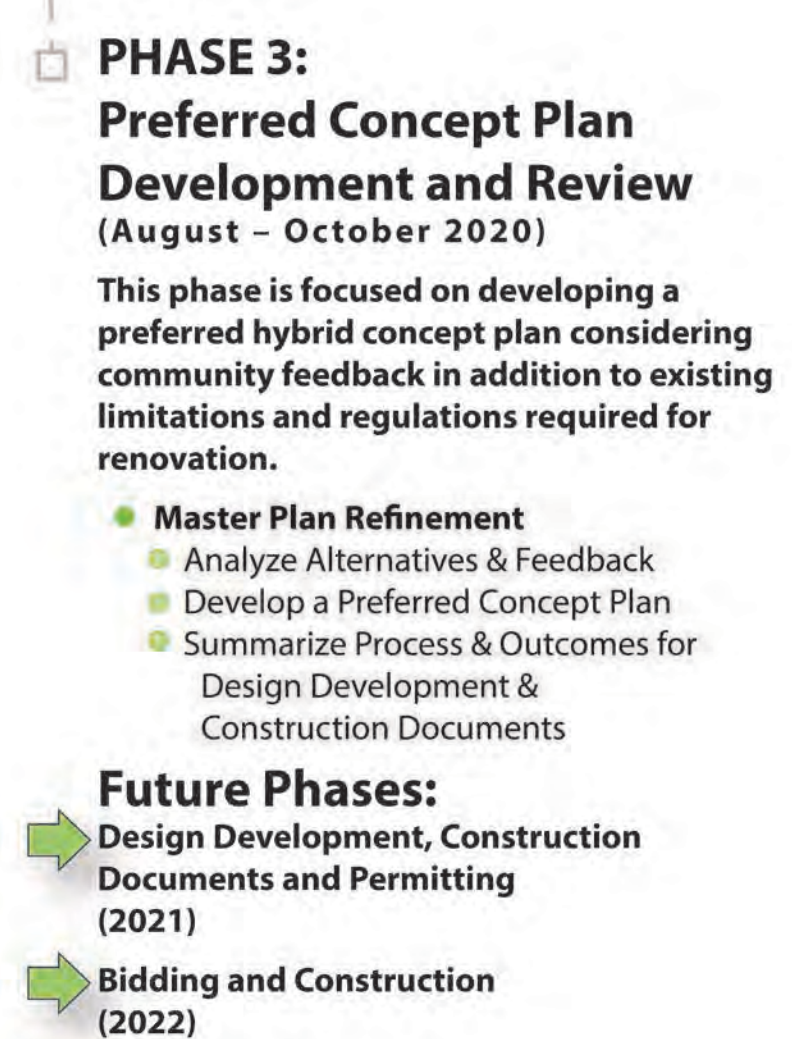 PHASE 3:
Preferred Concept Plan
Development and Review
(August – October 2020)
This phase is focused on developing a
preferred hybrid concept plan considering
community feedback in addition to existing
limitations and regulations required for
renovation.
Master Plan Refinement
Analyze Alternatives & Feedback
Develop a Preferred Concept Plan
Summarize Process & Outcomes for
Design Development &
Construction Documents
Future Phases:
Design Development, Construction
Documents and Permitting
(2021)
Bidding and Construction
(2022)